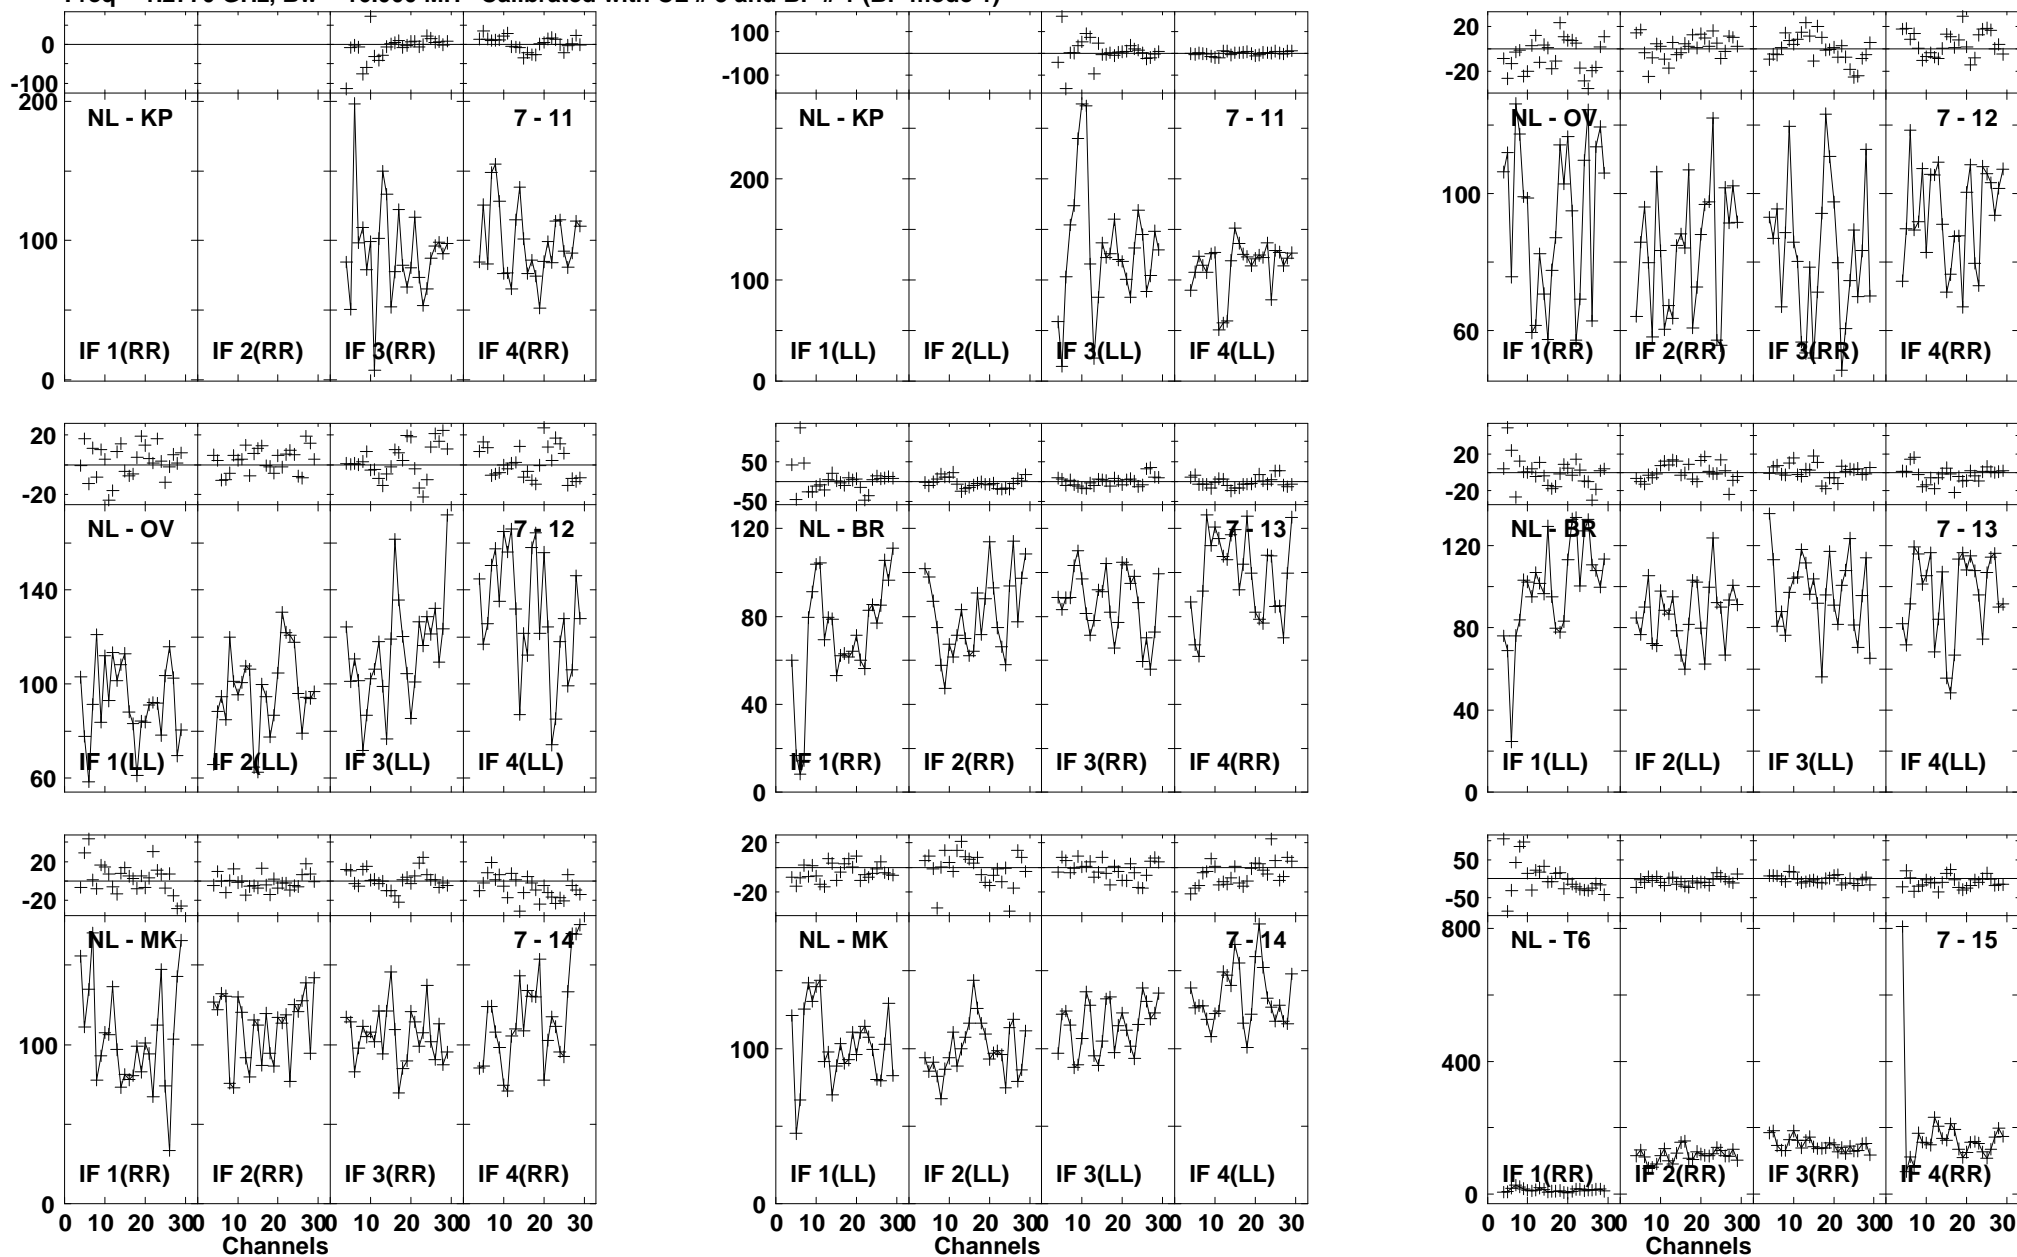 0
-100
200
100
0
NL - KP
7 - 11
IF 1(RR)
IF 2(RR)
IF 3(RR)
IF 4(RR)
100
-100
200
100
0
NL - KP
7 - 11
IF 1(LL)
IF 2(LL)
IF 3(LL)
IF 4(LL)
20
-20
100
60
NL - OV
7 - 12
IF 1(RR)
IF 2(RR)
IF 3(RR)
IF 4(RR)
20
-20
140
100
60
NL - OV
7 - 12
IF 1(LL)
IF 2(LL)
IF 3(LL)
IF 4(LL)
50
-50
120
80
40
0
NL - BR
7 - 13
IF 1(RR)
IF 2(RR)
IF 3(RR)
IF 4(RR)
20
-20
120
80
40
0
NL - BR
7 - 13
IF 1(LL)
IF 2(LL)
IF 3(LL)
IF 4(LL)
20
-20
100
0
NL - MK
7 - 14
IF 1(RR)
IF 2(RR)
IF 3(RR)
IF 4(RR)
0 10 20 30 0 10 20 30 0 10 20 30 0 10 20 30
Channels
20
-20
100
0
NL - MK
7 - 14
IF 1(LL)
IF 2(LL)
IF 3(LL)
IF 4(LL)
0 10 20 30 0 10 20 30 0 10 20 30 0 10 20 30
Channels
50
-50
800
400
0
NL - T6
7 - 15
IF 1(RR)
IF 2(RR)
IF 3(RR)
IF 4(RR)
0 10 20 30 0 10 20 30 0 10 20 30 0 10 20 30
Channels